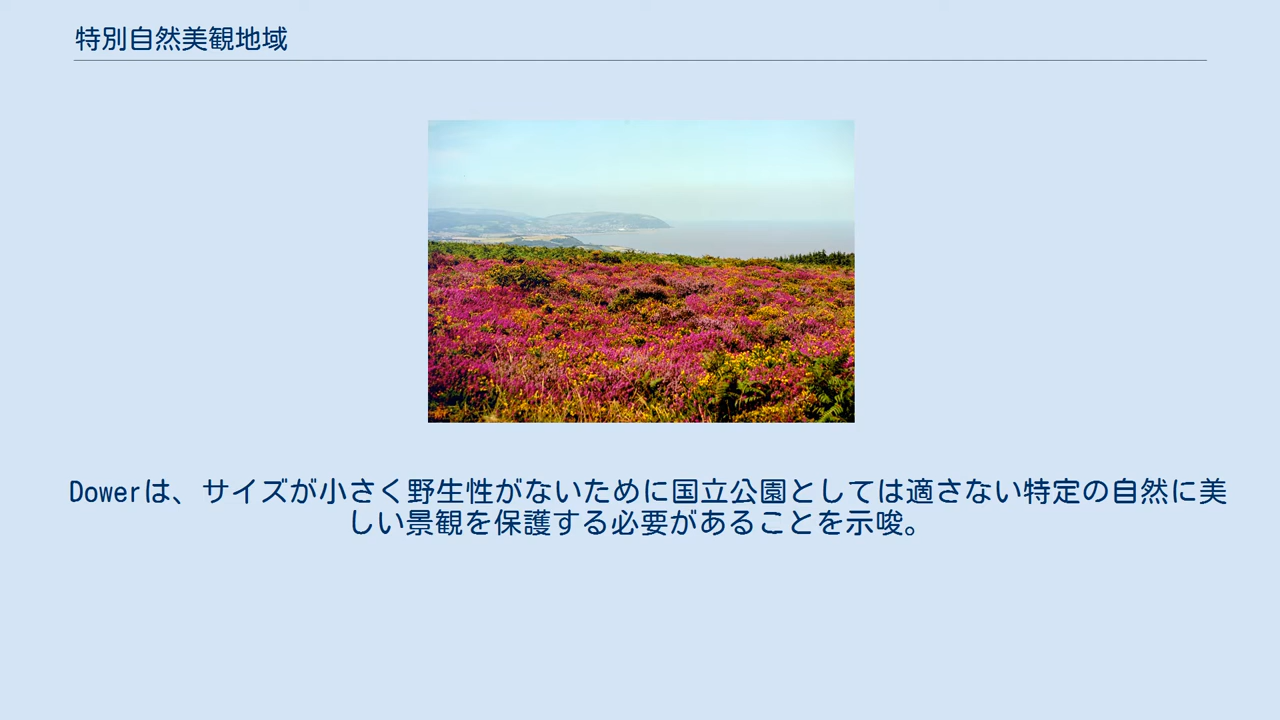 特別自然美観地域
Dowerは、サイズが小さく野生性がないために国立公園としては適さない特定の自然に美
しい景観を保護する必要があることを示唆。